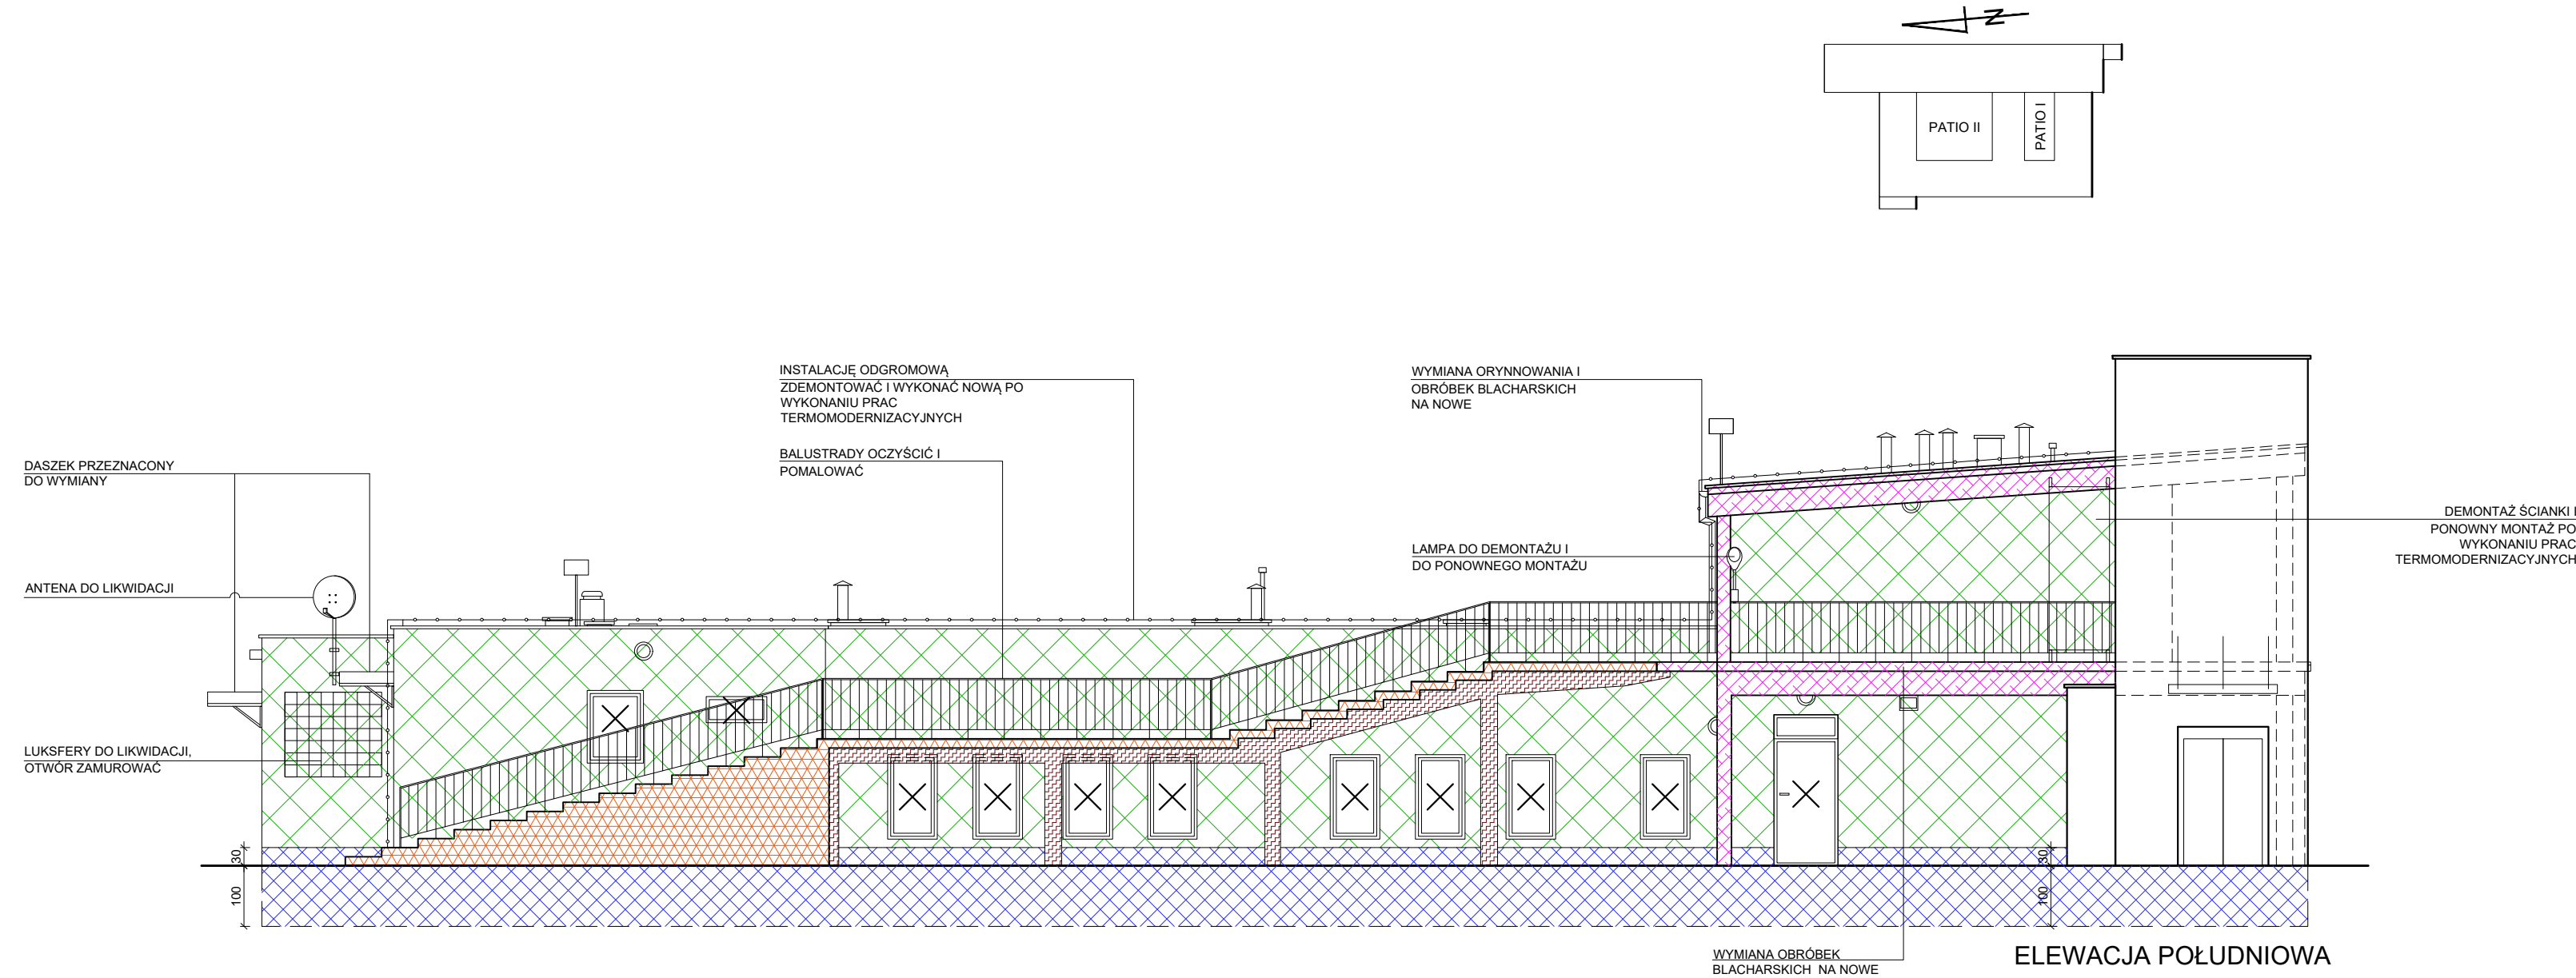 N
PATIO II
PATIO I
INSTALACJĘ ODGROMOWĄ
ZDEMONTOWAĆ I WYKONAĆ NOWĄ PO
WYKONANIU PRAC
TERMOMODERNIZACYJNYCH
WYMIANA ORYNNOWANIA I
OBRÓBEK BLACHARSKICH
NA NOWE
BALUSTRADY OCZYŚCIĆ I
POMALOWAĆ
DASZEK PRZEZNACONY
DO WYMIANY
DEMONTAŻ ŚCIANKI I
PONOWNY MONTAŻ PO
WYKONANIU PRAC
TERMOMODERNIZACYJNYCH
LAMPA DO DEMONTAŻU I
DO PONOWNEGO MONTAŻU
ANTENA DO LIKWIDACJI
LUKSFERY DO LIKWIDACJI,
OTWÓR ZAMUROWAĆ
30
100
30
100
WYMIANA OBRÓBEK
BLACHARSKICH NA NOWE
ELEWACJA POŁUDNIOWA